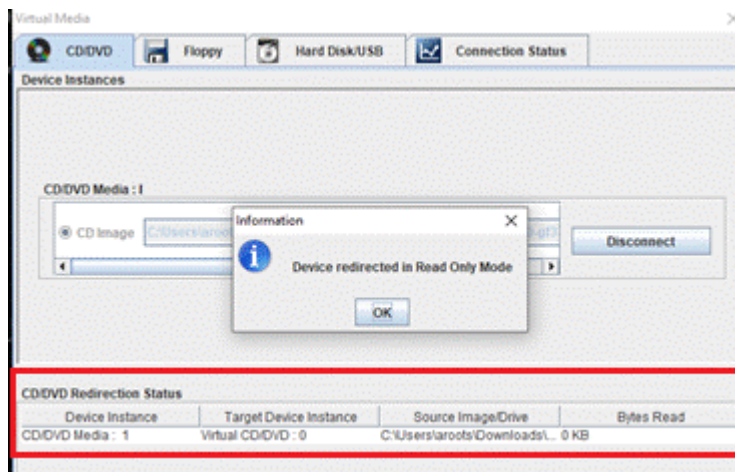 Virtual Media
CD/DVD Floppy Hard Disk/USB Connection Status
Device Instances
CD/DVD Media : I
CD Image C:\Users\aroot
Information
Device redirected in Read Only Mode
OK
Disconnect
CD/DVD Redirection Status
Device Instance Target Device Instance Source Image/Drive Bytes Read
CD/DVD Media : 1 Virtual CD/DVD : 0 C:\Users\aroots\Downloads\... 0 KB